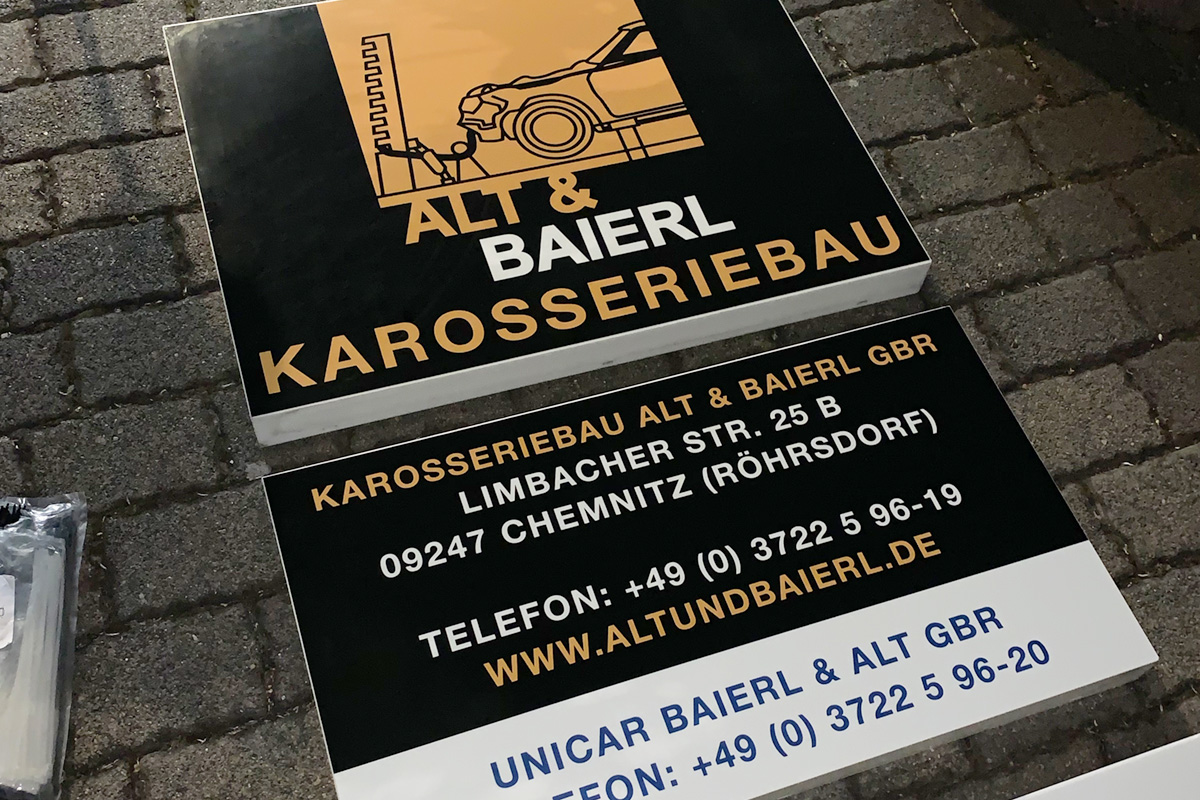 ALT &
BAIERL
KAROSSERIEBAU
KAROSSERIEBAU ALT & BAIERL GBR
LIMBACHER STR. 25 B
09247 CHEMNITZ (RÖHRSDORF)
TELEFON: +49 (0) 3722 5 96-19
WWW.ALTUNDBAIERL.DE
UNICAR BAIERL & ALT GBR
EFON: +49 (0) 3722 5 96-20